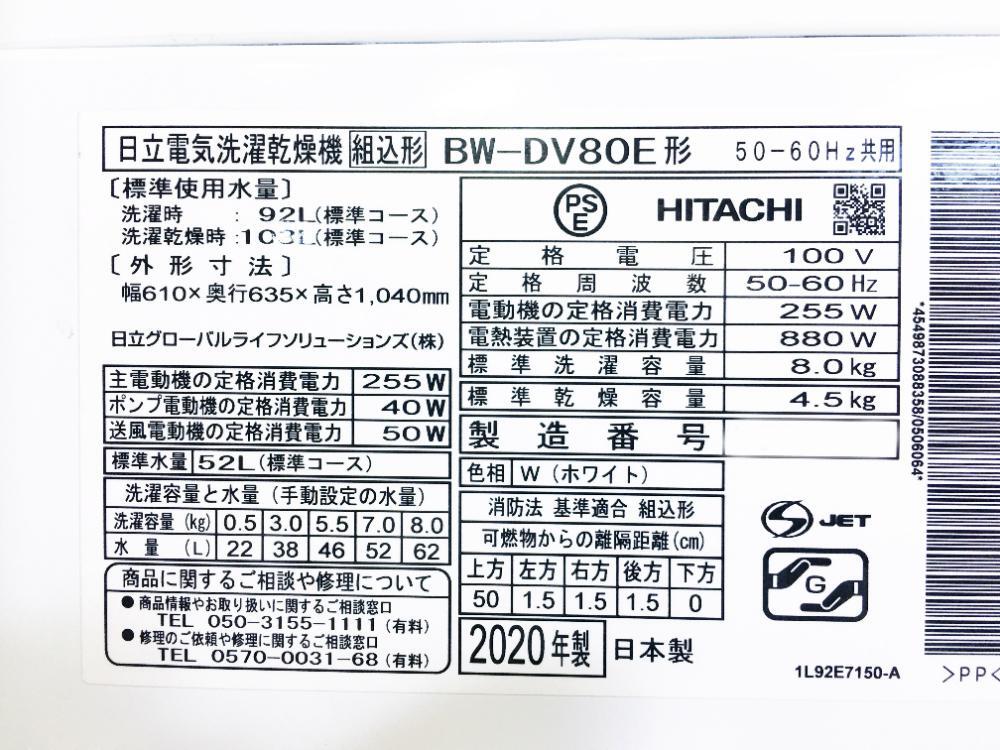 日立電気洗濯乾燥機 組込形 BW-DV80E形 50-60Hz共用
〔標準使用水量〕
洗濯時 : 92L(標準コース)
洗濯乾燥時 : (標準コース)
〔外形寸法〕
幅610×奥行635×高さ1,040mm
日立グローバルライフソリューションズ(株)
主電動機の定格消費電力 255W
ポンプ電動機の定格消費電力 40W
送風電動機の定格消費電力 50W
標準水量 52L(標準コース)
洗濯容量と水量(手動設定の水量)
洗濯容量(kg) 0.5 3.0 5.5 7.0 8.0
水量(L) 22 38 46 52 62
商品に関するご相談や修理について
●商品情報やお取り扱いに関するご相談窓口
TEL 050-3155-1111(有料)
●修理のご依頼や修理に関するご相談窓口
TEL 0570-0031-68(有料)
PS
E
HITACHI
定格電圧 100V
定格周波数 50-60Hz
電動機の定格消費電力 255W
電熱装置の定格消費電力 880W
標準洗濯容量 8.0kg
標準乾燥容量 4.5kg
製造番号
色相 W(ホワイト)
消防法 基準適合 組込形
可燃物からの離隔距離(cm)
上方 左方 右方 後方 下方
50 1.5 1.5 1.5 0
2020年製 日本製
S JET
G
1L92E7150-A
*4549873088358/0506064*
>PP<